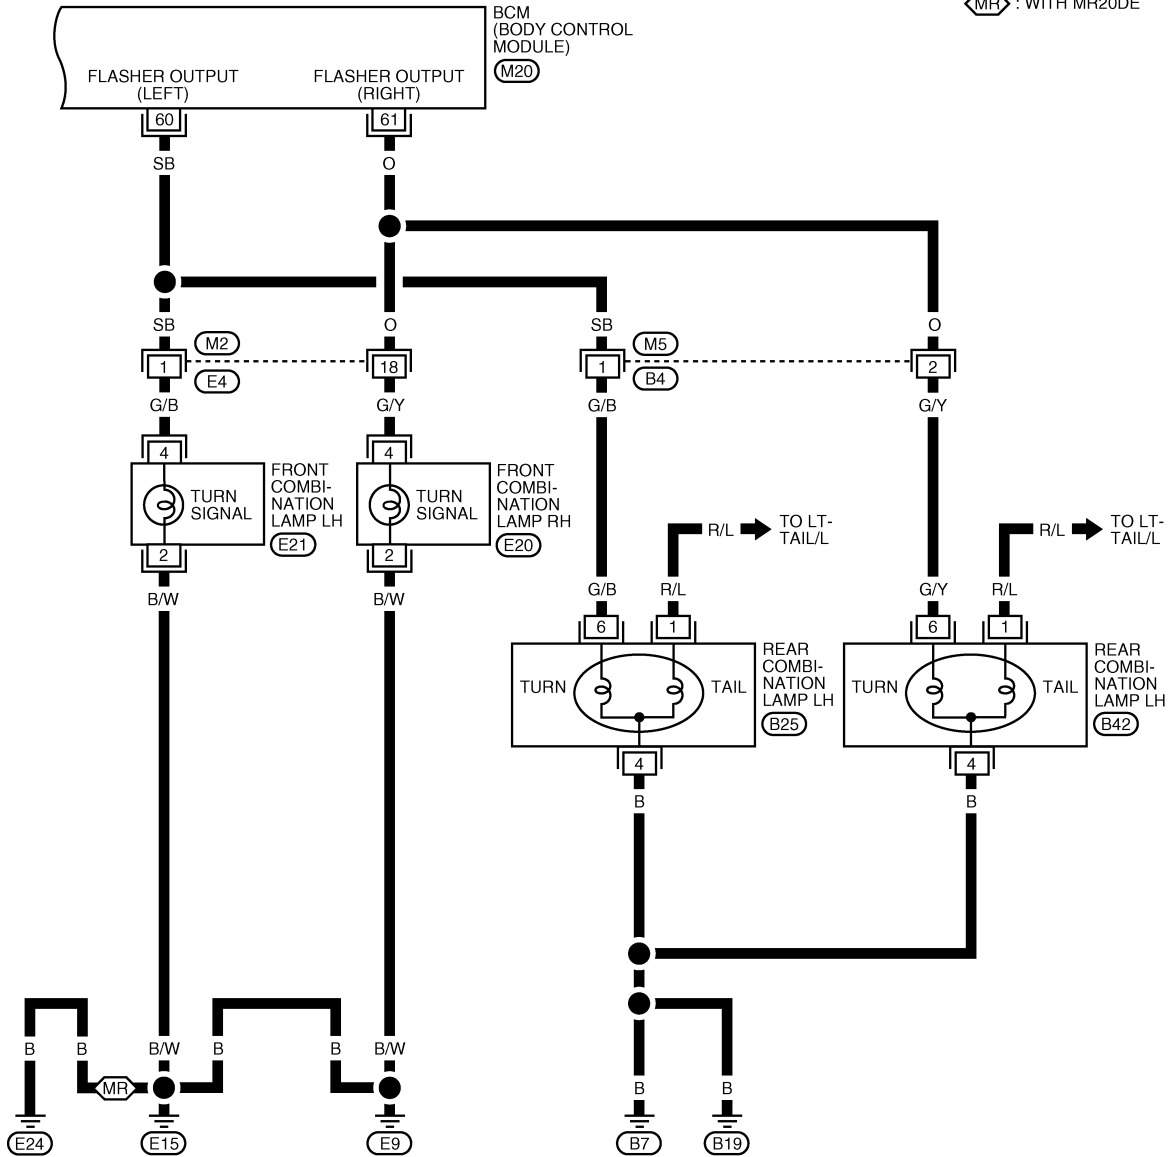 MR : WITH MR20DE
BCM
(BODY CONTROL
MODULE)
M20
FLASHER OUTPUT
(LEFT)
FLASHER OUTPUT
(RIGHT)
60
61
SB
O
SB
O
SB
O
M2
M5
1
18
1
2
E4
B4
G/B
G/Y
G/B
G/Y
4
4
TURN
SIGNAL
FRONT
COMBI-
NATION
LAMP LH
E21
TURN
SIGNAL
FRONT
COMBI-
NATION
LAMP RH
E20
2
2
R/L
TO LT-
TAIL/L
R/L
TO LT-
TAIL/L
B/W
B/W
G/B
R/L
G/Y
R/L
6
1
6
1
TURN
TAIL
REAR
COMBI-
NATION
LAMP LH
B25
TURN
TAIL
REAR
COMBI-
NATION
LAMP LH
B42
4
4
B
B
B
B
B/W
B
B
B/W
MR
B
B
E24
E15
E9
B7
B19